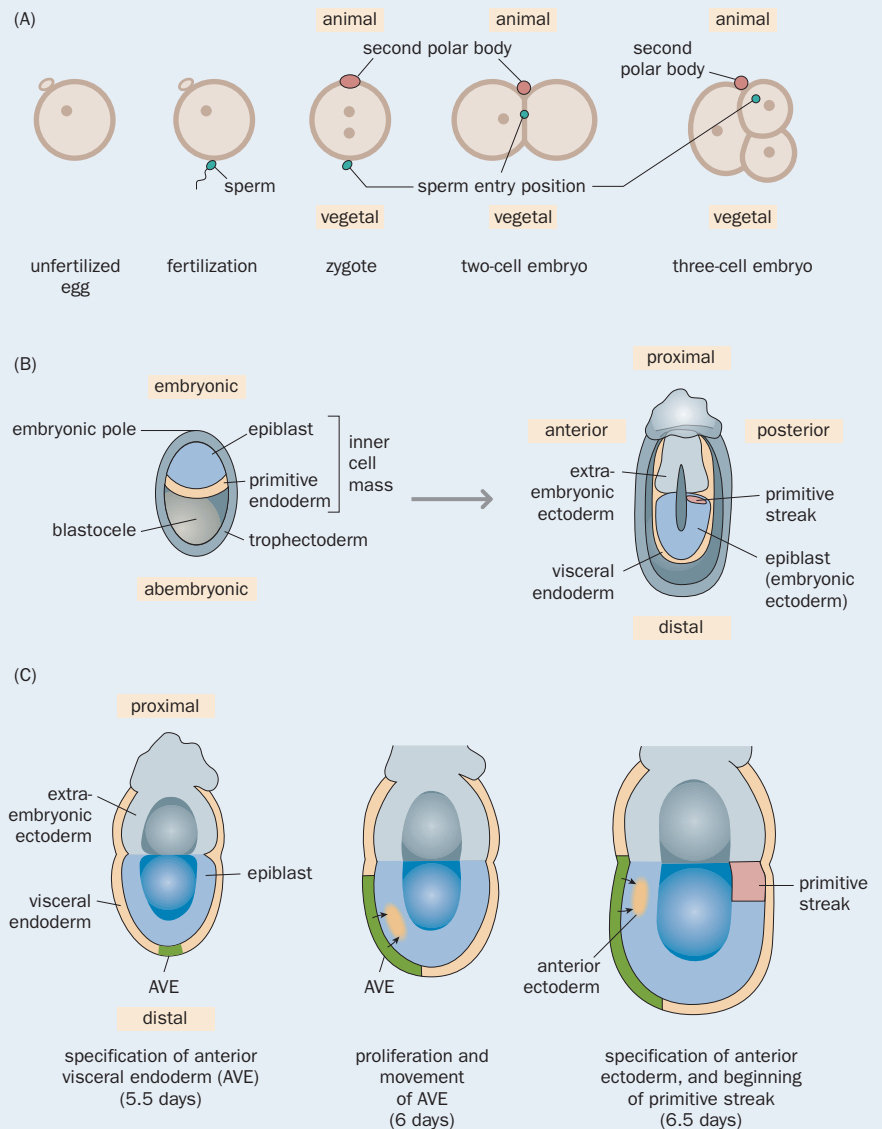 (A)
animal
animal
animal
second polar body
second
polar body
sperm
sperm entry position
vegetal
vegetal
vegetal
unfertilized
egg
fertilization
zygote
two-cell embryo
three-cell embryo
(B)
embryonic
embryonic pole
epiblast
inner
cell
mass
primitive
endoderm
blastocele
trophectoderm
abembryonic
proximal
anterior
posterior
extra-
embryonic
ectoderm
primitive
streak
visceral
endoderm
epiblast
(embryonic
ectoderm)
distal
(C)
proximal
extra-
embryonic
ectoderm
epiblast
visceral
endoderm
AVE
distal
specification of anterior
visceral endoderm (AVE)
(5.5 days)
AVE
proliferation and
movement
of AVE
(6 days)
primitive
streak
anterior
ectoderm
specification of anterior
ectoderm, and beginning
of primitive streak
(6.5 days)